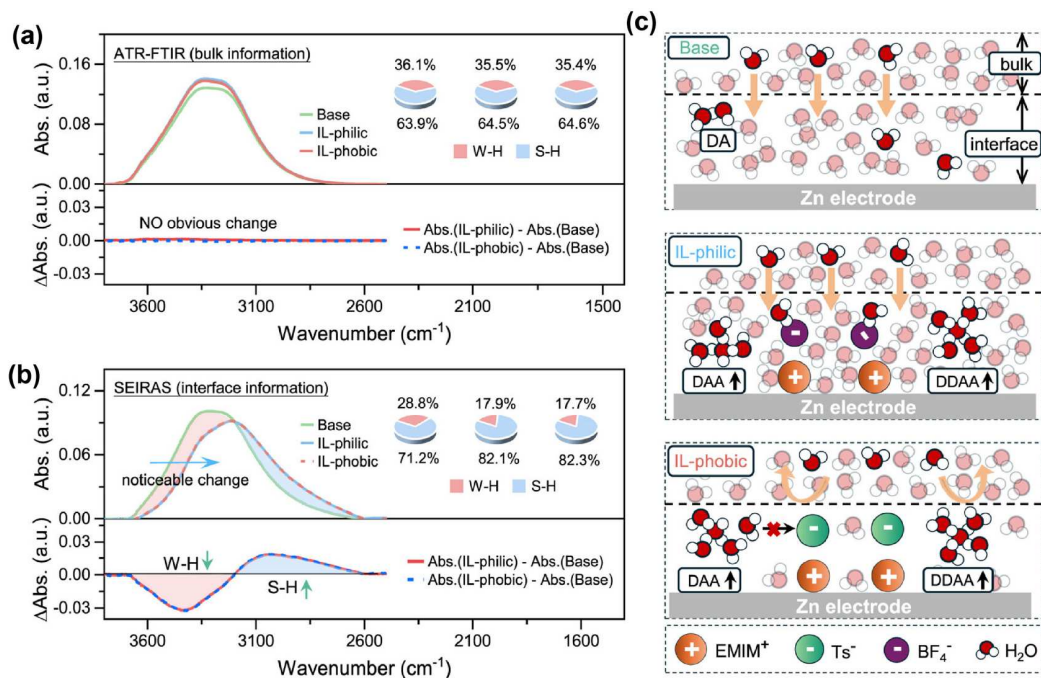 (a)
ATR-FTIR (bulk information)
Abs. (a.u.)
0.16
0.08
0.00
Base
IL-philic
IL-phobic
36.1%
35.5%
35.4%
63.9%
64.5%
64.6%
W-H
S-H
ΔAbs. (a.u.)
0.03
0.00
-0.03
NO obvious change
Abs.(IL-philic) - Abs.(Base)
Abs.(IL-phobic) - Abs.(Base)
3600
3100
2600
2100
1600
Wavenumber (cm⁻¹)
(b)
SEIRAS (interface information)
Abs. (a.u.)
0.12
0.06
0.00
Base
IL-philic
IL-phobic
noticeable change
28.8%
17.9%
17.7%
71.2%
82.1%
82.3%
W-H
S-H
ΔAbs. (a.u.)
0.03
0.00
-0.03
W-H
S-H
Abs.(IL-philic) - Abs.(Base)
Abs.(IL-phobic) - Abs.(Base)
3600
3100
2600
2100
1600
Wavenumber (cm⁻¹)
(c)
Base
bulk
DA
interface
Zn electrode
IL-philic
DAA
DDAA
Zn electrode
IL-phobic
DAA
DDAA
Zn electrode
EMIM⁺
Ts⁻
BF₄⁻
H₂O